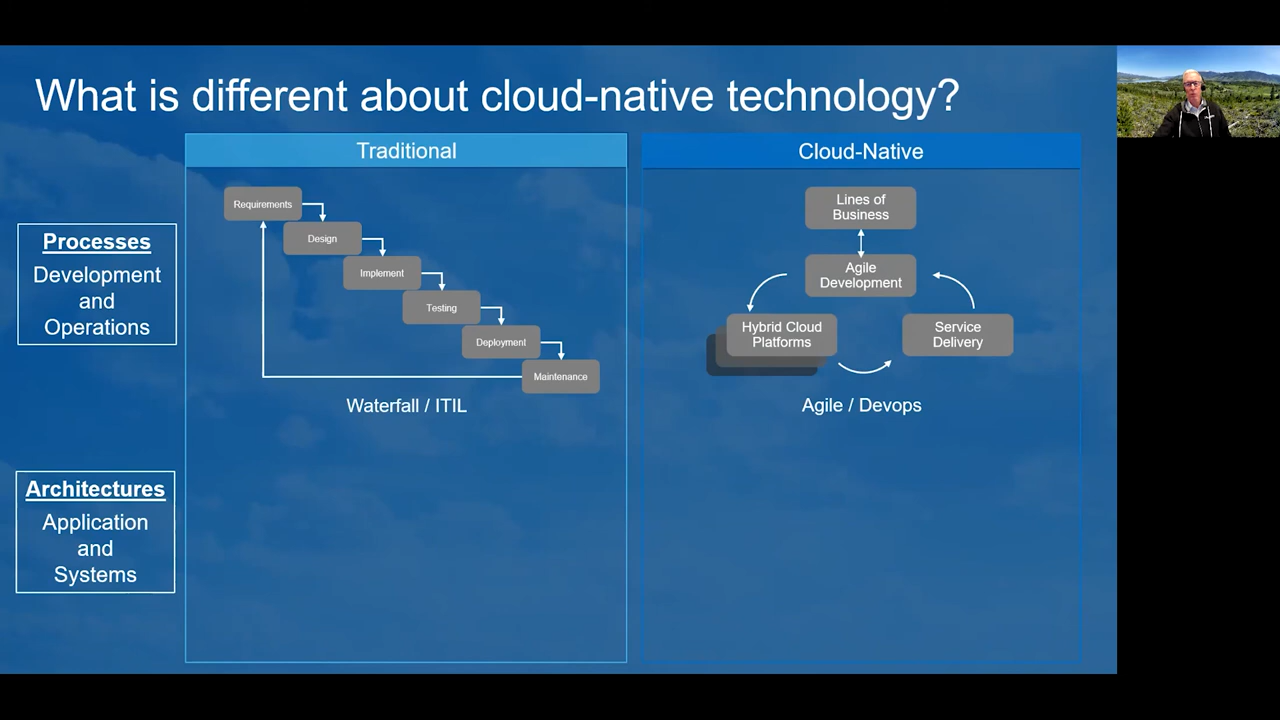 What is different about cloud-native technology?
Traditional
Cloud-Native
Processes
Development
and
Operations
Requirements
Design
Implement
Testing
Deployment
Maintenance
Waterfall / ITIL
Lines of
Business
Agile
Development
Hybrid Cloud
Platforms
Service
Delivery
Agile / Devops
Architectures
Application
and
Systems